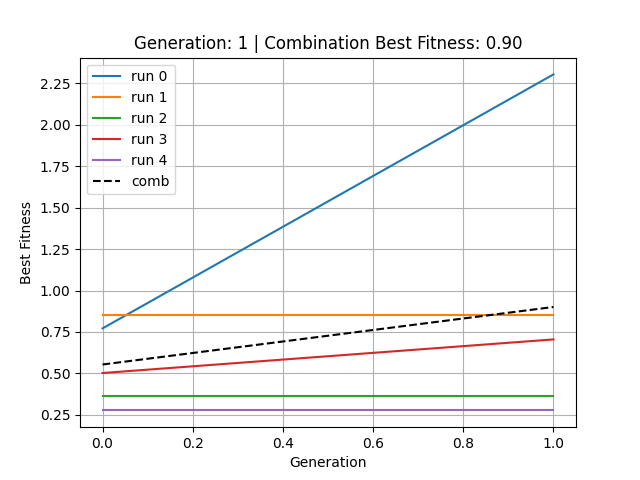 Generation: 1 | Combination Best Fitness: 0.90
run 0
run 1
run 2
run 3
run 4
comb
Best Fitness
2.25
2.00
1.75
1.50
1.25
1.00
0.75
0.50
0.25
0.0 0.2 0.4 0.6 0.8 1.0
Generation